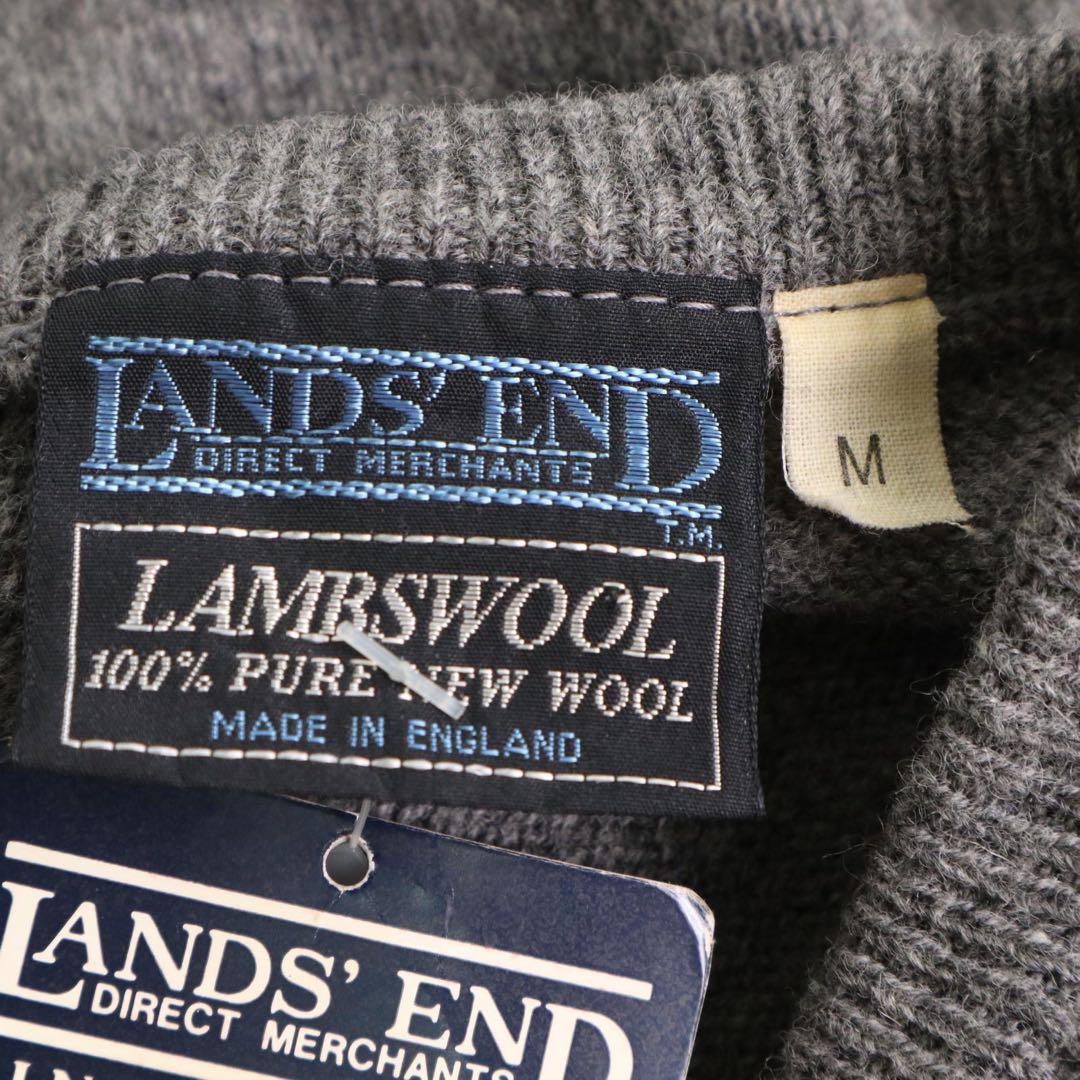 LANDS' END
DIRECT MERCHANTS
T.M.
LAMBSWOOL
100% PURE NEW WOOL
MADE IN ENGLAND
M
LANDS' END
DIRECT MERCHANTS